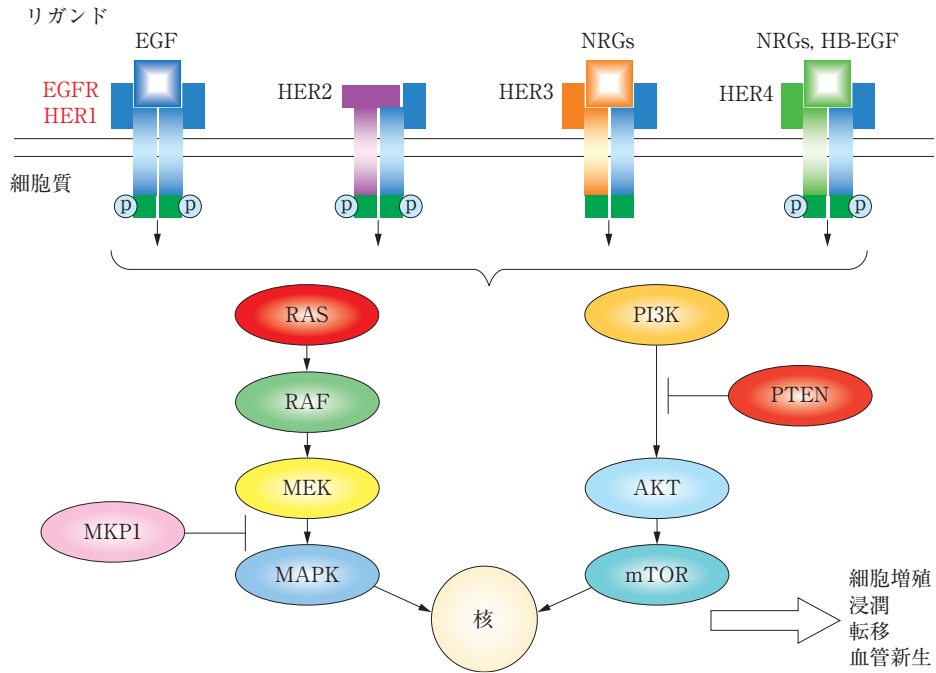 リガンド
EGF
NRGs
NRGs, HB-EGF
EGFR
HER1
HER2
HER3
HER4
細胞質
p
p
p
p
p
p
RAS
PI3K
RAF
PTEN
MEK
AKT
MKP1
MAPK
mTOR
核
細胞増殖
浸潤
転移
血管新生